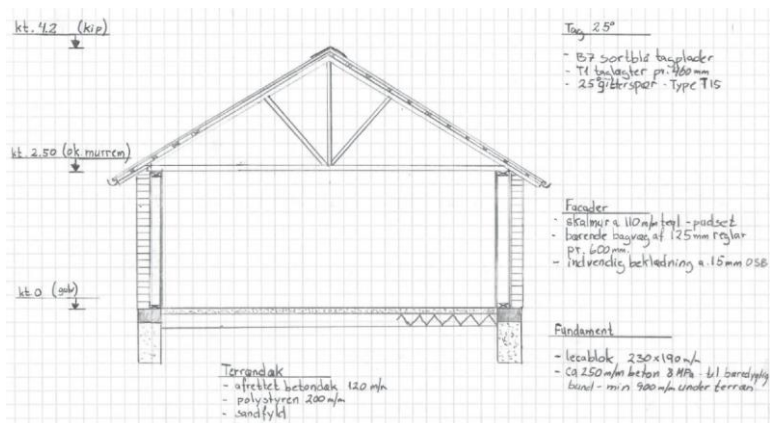 kt. 4.2 (kip)
kt. 2.50 (ok. murrem)
kt. 0 (gulv)
Tag 25°
- B7 sortblå tagplader
- T1 taglægter pr. 460 mm
- 25° gitterspær - Type T15
Facader
- skalmur a 110 m/m tegl - pudset
- bærende bagvæg af 125 mm reglar
pr. 600 mm.
- indvendig beklædning a. 15 mm OSB
Fundament
- lecablok 230x190 m/m
- ca 250 m/m beton 8 MPa - til bæredygtig
bund - min 900 m/m under terræn
Terrændæk
- afrettet betondæk 120 m/m
- polystyren 200 m/m
- sandfyld